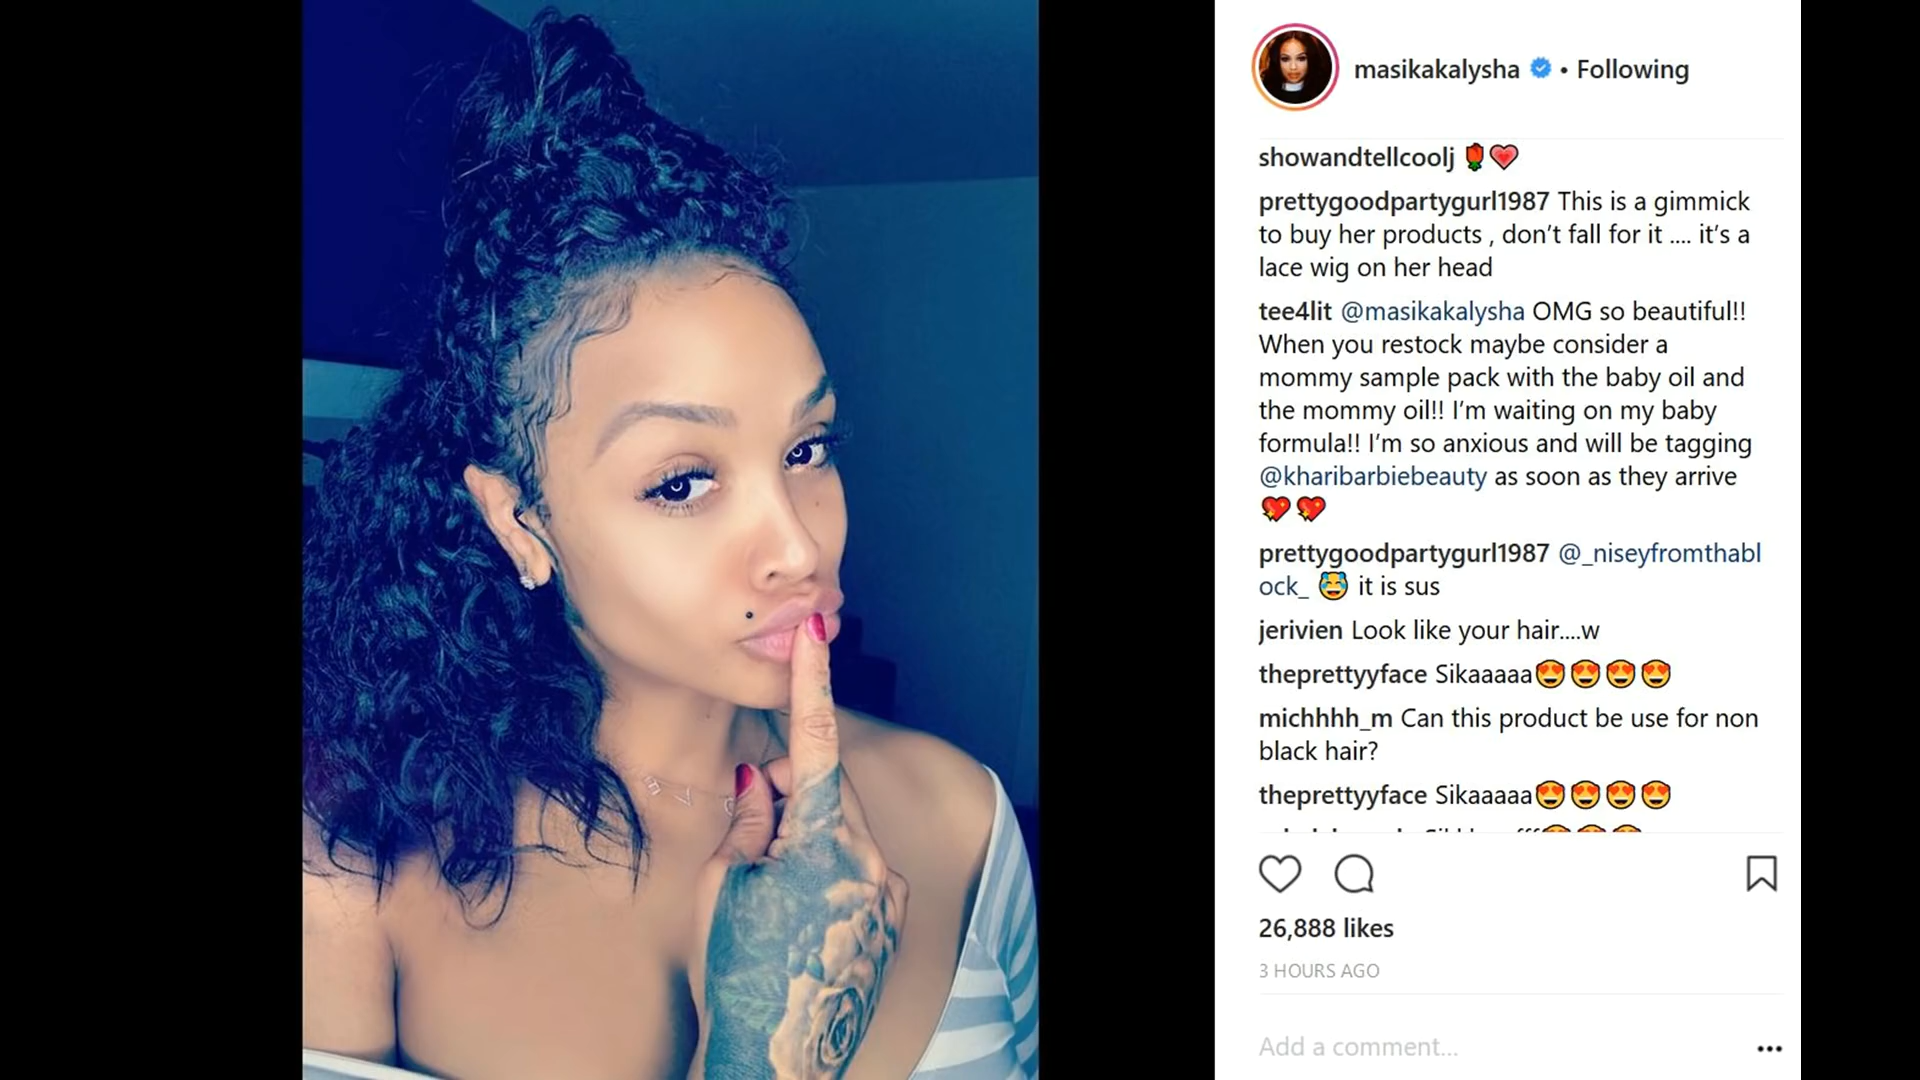 masikakalysha • Following
showandtellcoolj 🌹💗
prettygoodpartygurl1987 This is a gimmick
to buy her products , don’t fall for it .... it’s a
lace wig on her head
tee4lit @masikakalysha OMG so beautiful!!
When you restock maybe consider a
mommy sample pack with the baby oil and
the mommy oil!! I’m waiting on my baby
formula!! I’m so anxious and will be tagging
@kharibarbiebeauty as soon as they arrive
💖💖
prettygoodpartygurl1987 @_niseyfromthabl
ock_ 😂 it is sus
jerivien Look like your hair....w
theprettyyface Sikaaaaa😍😍😍😍
michhhh_m Can this product be use for non
black hair?
theprettyyface Sikaaaaa😍😍😍😍
26,888 likes
3 HOURS AGO
Add a comment...